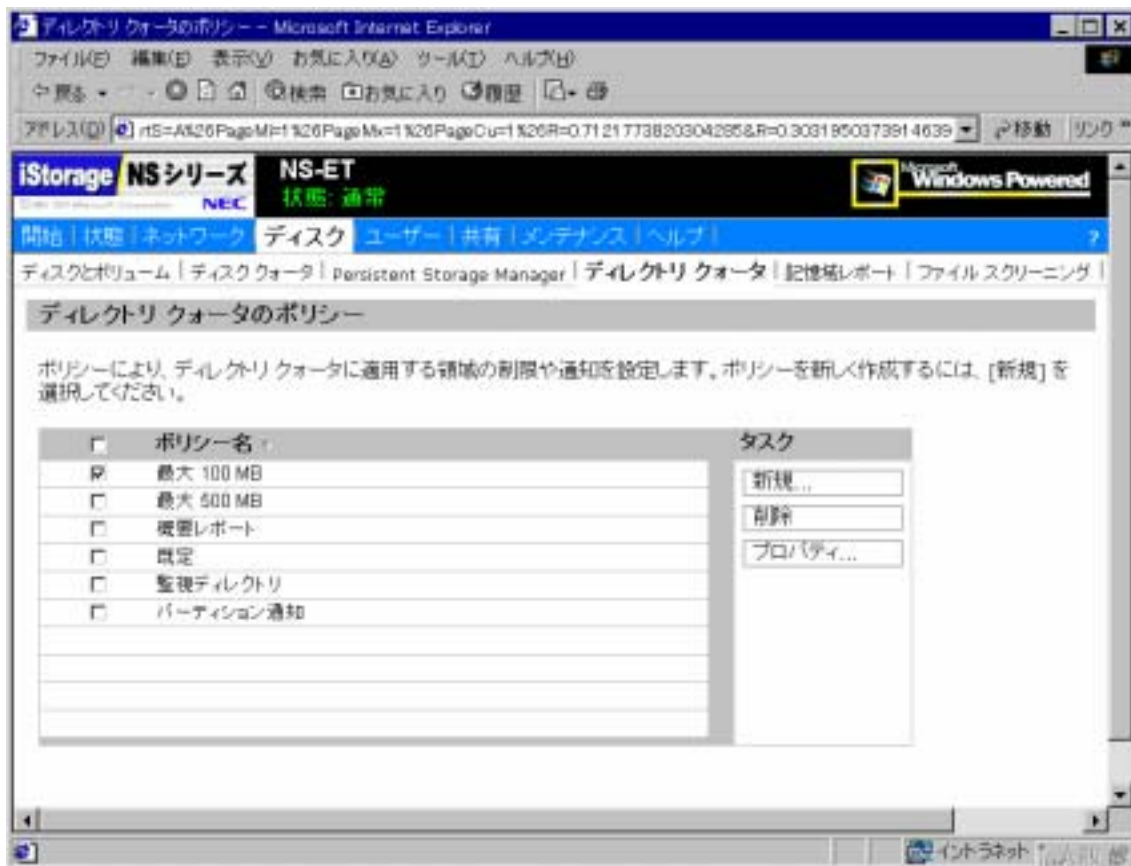 ディレクトリ クォータのポリシー - Microsoft Internet Explorer
ファイル(F) 編集(E) 表示(V) お気に入り(A) ツール(T) ヘルプ(H)
戻る 検索 お気に入り 履歴
アドレス(D) rtS=A%26PageMi=1%26PageMx=1%26PageCu=1%26R=0.7121773820304285&R=0.3031950373914639 移動 リンク »
iStorage NSシリーズ NS-ET Microsoft Windows Powered
NEC 状態: 通常
開始 | 状態 | ネットワーク | ディスク | ユーザー | 共有 | メンテナンス | ヘルプ | ?
ディスクとボリューム | ディスク クォータ | Persistent Storage Manager | ディレクトリ クォータ | 記憶域レポート | ファイル スクリーニング |
ディレクトリ クォータのポリシー
ポリシーにより、ディレクトリ クォータに適用する領域の制限や通知を設定します。ポリシーを新しく作成するには、[新規] を
選択してください。
ポリシー名 タスク
最大 100 MB
新規...
最大 500 MB
削除
概要レポート
既定
プロパティ...
監視ディレクトリ
パーティション通知
イントラネット